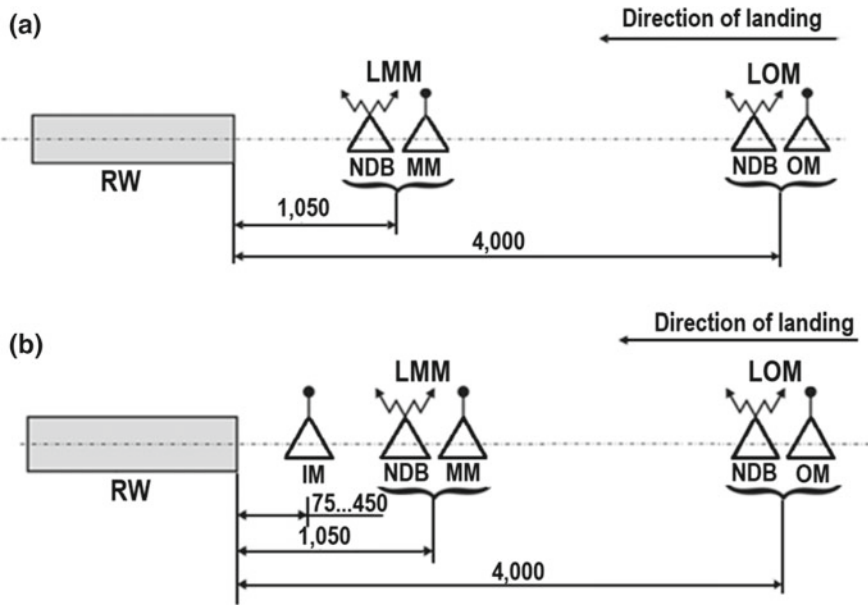 (a)
Direction of landing
LMM
LOM
NDB MM
NDB OM
RW
1,050
4,000
(b)
Direction of landing
LMM
LOM
IM
NDB MM
NDB OM
RW
75...450
1,050
4,000